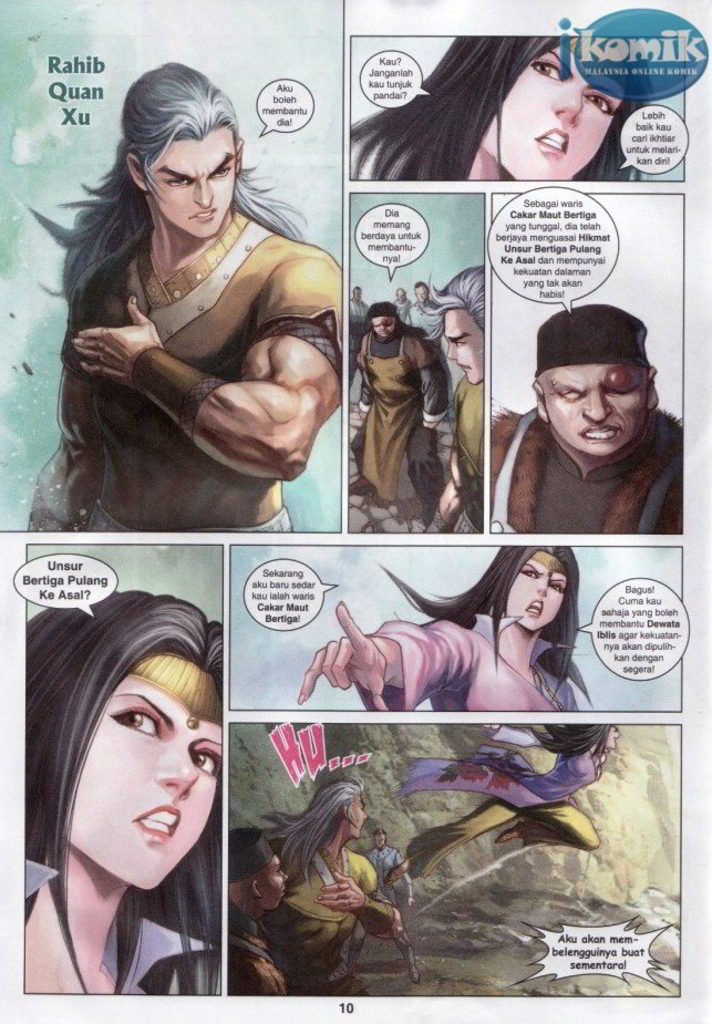 ikomik
MALAYSIA ONLINE KOMIK
Rahib
Quan
Xu
Aku
boleh
membantu
dia!
Kau?
Janganlah
kau tunjuk
pandai?
Lebih
baik kau
cari ikhtiar
untuk melari-
kan diri!
Dia
memang
berdaya untuk
membantu-
nya!
Sebagai waris
Cakar Maut Bertiga
yang tunggal, dia telah
berjaya menguasai Hikmat
Unsur Bertiga Pulang
Ke Asal dan mempunyai
kekuatan dalaman
yang tak akan
habis!
Unsur
Bertiga Pulang
Ke Asal?
Sekarang
aku baru sedar
kau ialah waris
Cakar Maut
Bertiga!
Bagus!
Cuma kau
sahaja yang boleh
membantu Dewata
Iblis agar kekuatan-
nya dapat dipulih-
kan dengan
segera!
HU...
Aku akan mem-
belengguinya buat
sementara!
10